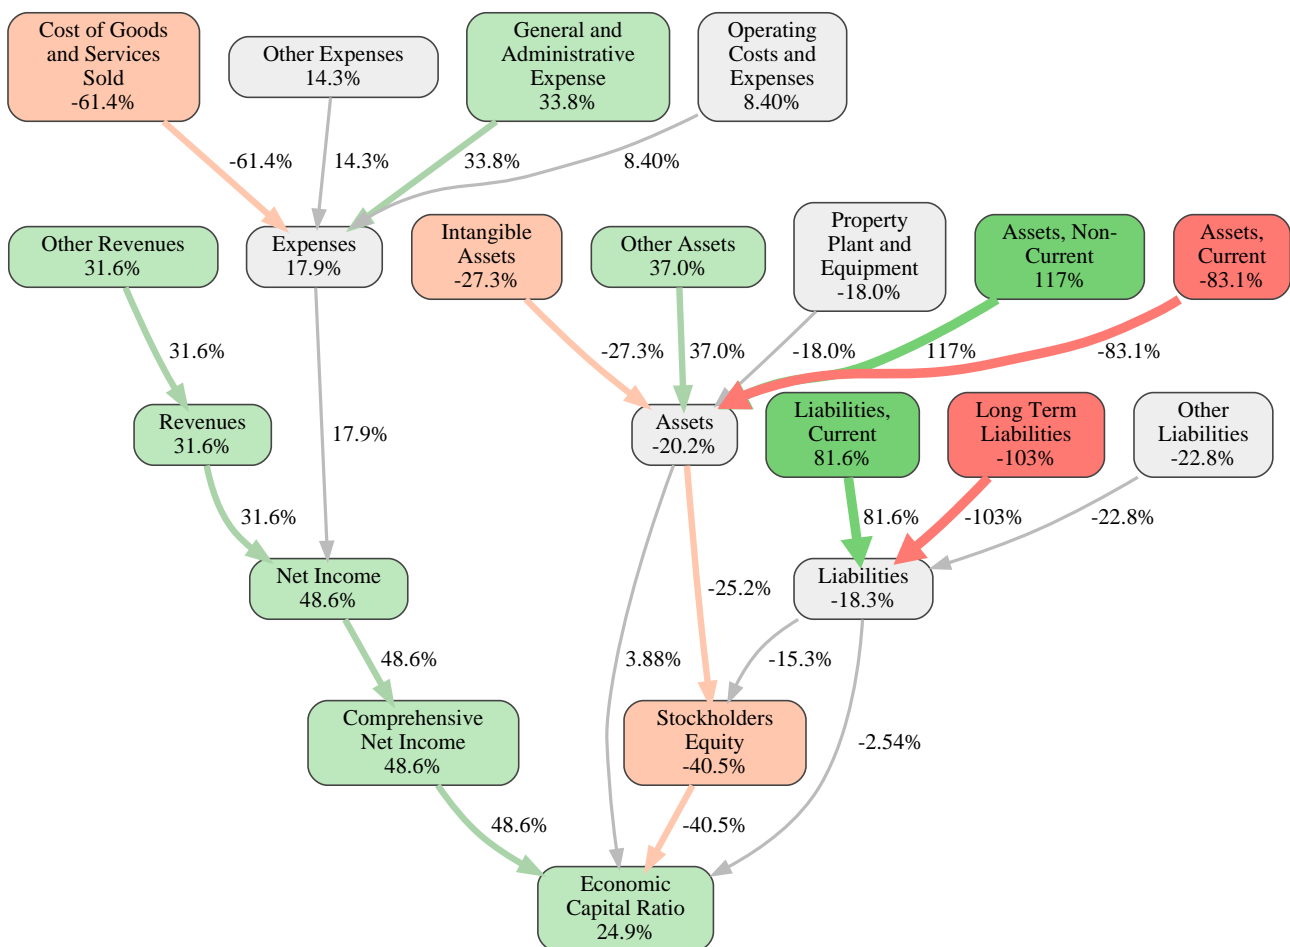 Cost of Goods
and Services
Sold
-61.4%
Other Expenses
14.3%
General and
Administrative
Expense
33.8%
Operating
Costs and
Expenses
8.40%
-61.4%
14.3%
33.8%
8.40%
Other Revenues
31.6%
Expenses
17.9%
Intangible
Assets
-27.3%
Other Assets
37.0%
Property
Plant and
Equipment
-18.0%
Assets, Non-
Current
117%
Assets,
Current
-83.1%
31.6%
-27.3%
37.0%
-18.0%
117%
-83.1%
Revenues
31.6%
17.9%
Assets
-20.2%
Liabilities,
Current
81.6%
Long Term
Liabilities
-103%
Other
Liabilities
-22.8%
31.6%
81.6%
-103%
-22.8%
Net Income
48.6%
-25.2%
Liabilities
-18.3%
48.6%
3.88%
-15.3%
Comprehensive
Net Income
48.6%
Stockholders
Equity
-40.5%
-2.54%
48.6%
-40.5%
Economic
Capital Ratio
24.9%